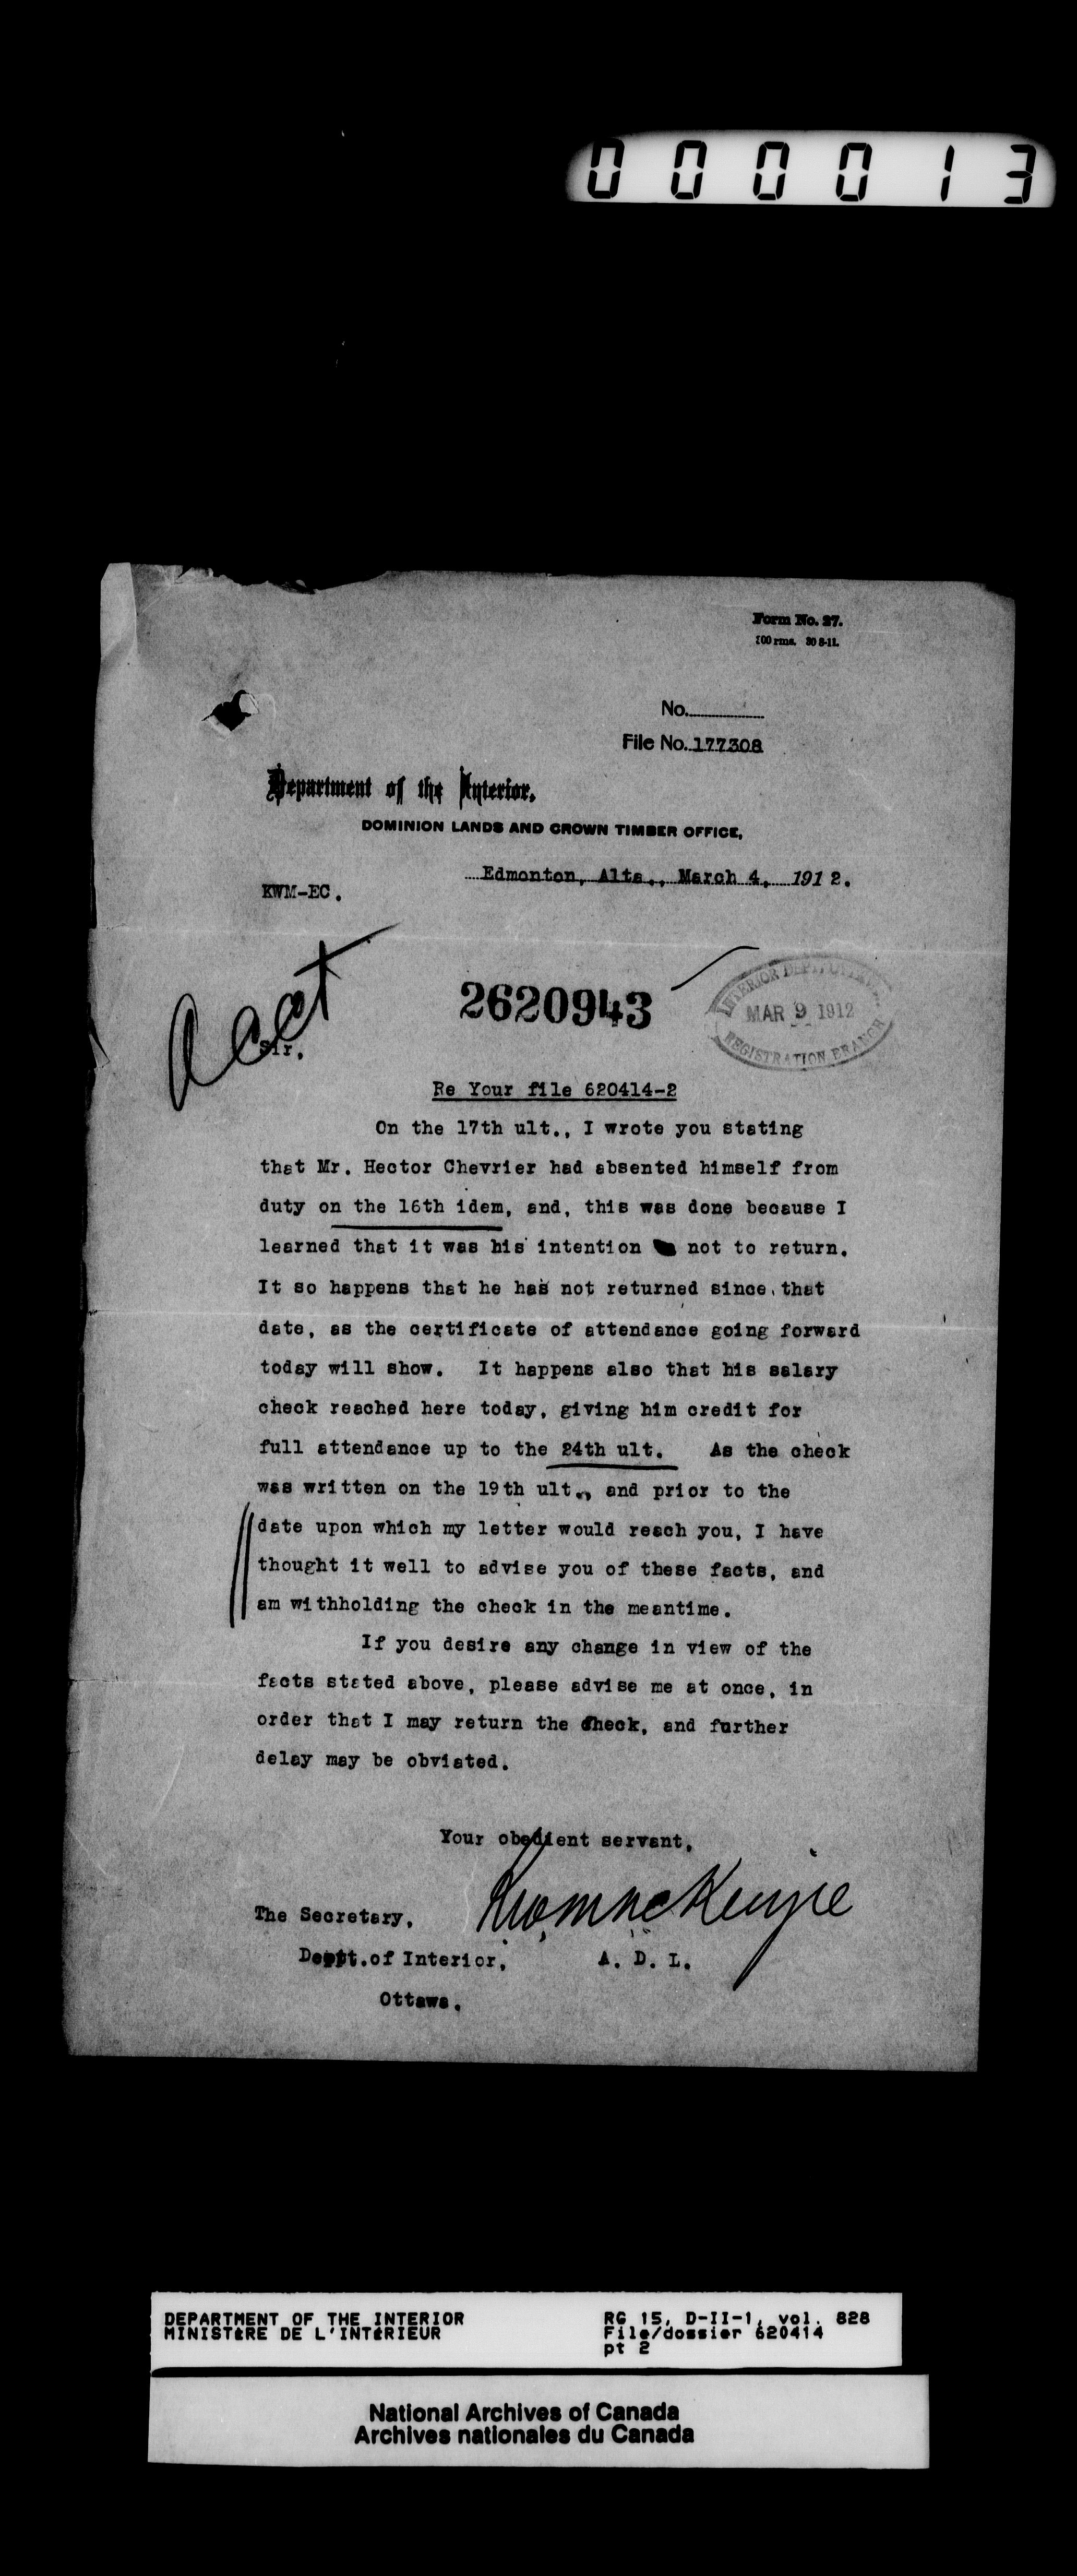 000013
Form No. 27.
100 rms. 30 8-11.
No.
File No. 177308
Department of the Interior.
DOMINION LANDS AND CROWN TIMBER OFFICE,
Edmonton, Alta., March 4, 1912.
KWM-EC.
Acct
2620943
INTERIOR DEPT.
MAR 9 1912
REGISTRATION BRANCH
Sir,
Re Your file 620414-2
On the 17th ult., I wrote you stating
that Mr. Hector Chevrier had absented himself from
duty on the 16th idem, and, this was done because I
learned that it was his intention not to return.
It so happens that he has not returned since that
date, as the certificate of attendance going forward
today will show. It happens also that his salary
check reached here today, giving him credit for
full attendance up to the 24th ult. As the check
was written on the 19th ult., and prior to the
date upon which my letter would reach you, I have
thought it well to advise you of these facts, and
am withholding the check in the meantime.
If you desire any change in view of the
facts stated above, please advise me at once, in
order that I may return the check, and further
delay may be obviated.
Your obedient servant,
KWMacKenzie
The Secretary,
Deptt.of Interior,
A. D. L.
Ottawa.
DEPARTMENT OF THE INTERIOR
MINISTÈRE DE L'INTÉRIEUR
RG 15, D-II-1, vol. 828
File/dossier 620414
pt 2
National Archives of Canada
Archives nationales du Canada